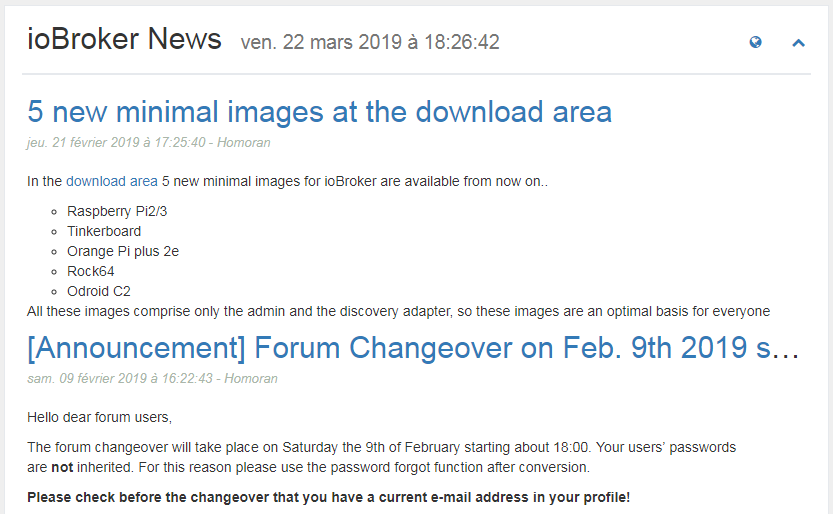 ioBroker News ven. 22 mars 2019 à 18:26:42
5 new minimal images at the download area
jeu. 21 février 2019 à 17:25:40 - Homoran
In the download area 5 new minimal images for ioBroker are available from now on..
Raspberry Pi2/3
Tinkerboard
Orange Pi plus 2e
Rock64
Odroid C2
All these images comprise only the admin and the discovery adapter, so these images are an optimal basis for everyone
[Announcement] Forum Changeover on Feb. 9th 2019 s…
sam. 09 février 2019 à 16:22:43 - Homoran
Hello dear forum users,
The forum changeover will take place on Saturday the 9th of February starting about 18:00. Your users’ passwords
are not inherited. For this reason please use the password forgot function after conversion.
Please check before the changeover that you have a current e-mail address in your profile!